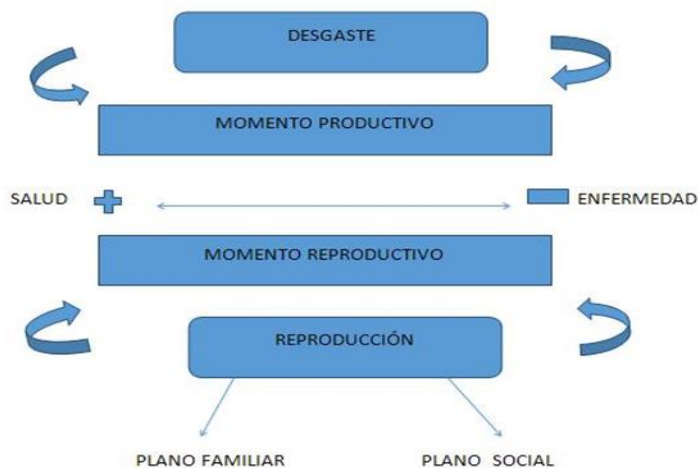 DESGASTE
MOMENTO PRODUCTIVO
SALUD
ENFERMEDAD
MOMENTO REPRODUCTIVO
REPRODUCCIÓN
PLANO FAMILIAR
PLANO SOCIAL